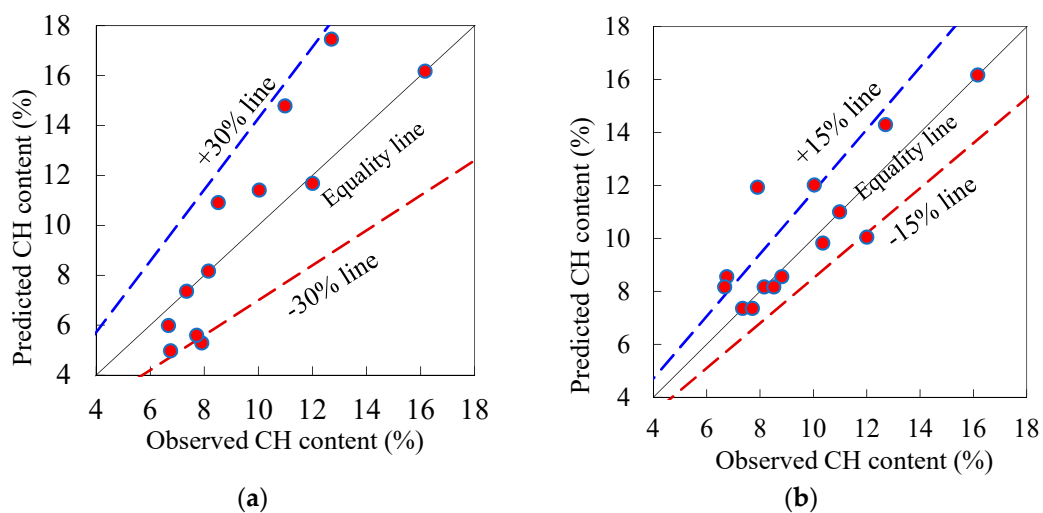 Predicted CH content (%)
18
16
14
12
10
8
6
4
+30% line
Equality line
-30% line
4 6 8 10 12 14 16 18
Observed CH content (%)
(a)
Predicted CH content (%)
18
16
14
12
10
8
6
4
+15% line
Equality line
-15% line
4 6 8 10 12 14 16 18
Observed CH content (%)
(b)